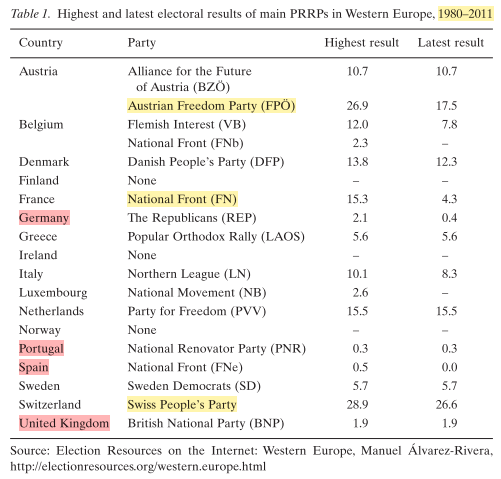 Table 1. Highest and latest electoral results of main PRRPs in Western Europe, 1980–2011
Country Party Highest result Latest result
Austria Alliance for the Future 10.7 10.7
of Austria (BZÖ)
Austrian Freedom Party (FPÖ) 26.9 17.5
Belgium Flemish Interest (VB) 12.0 7.8
National Front (FNb) 2.3 –
Denmark Danish People's Party (DFP) 13.8 12.3
Finland None – –
France National Front (FN) 15.3 4.3
Germany The Republicans (REP) 2.1 0.4
Greece Popular Orthodox Rally (LAOS) 5.6 5.6
Ireland None – –
Italy Northern League (LN) 10.1 8.3
Luxembourg National Movement (NB) 2.6 –
Netherlands Party for Freedom (PVV) 15.5 15.5
Norway None – –
Portugal National Renovator Party (PNR) 0.3 0.3
Spain National Front (FNe) 0.5 0.0
Sweden Sweden Democrats (SD) 5.7 5.7
Switzerland Swiss People's Party 28.9 26.6
United Kingdom British National Party (BNP) 1.9 1.9
Source: Election Resources on the Internet: Western Europe, Manuel Álvarez-Rivera,
http://electionresources.org/western.europe.html